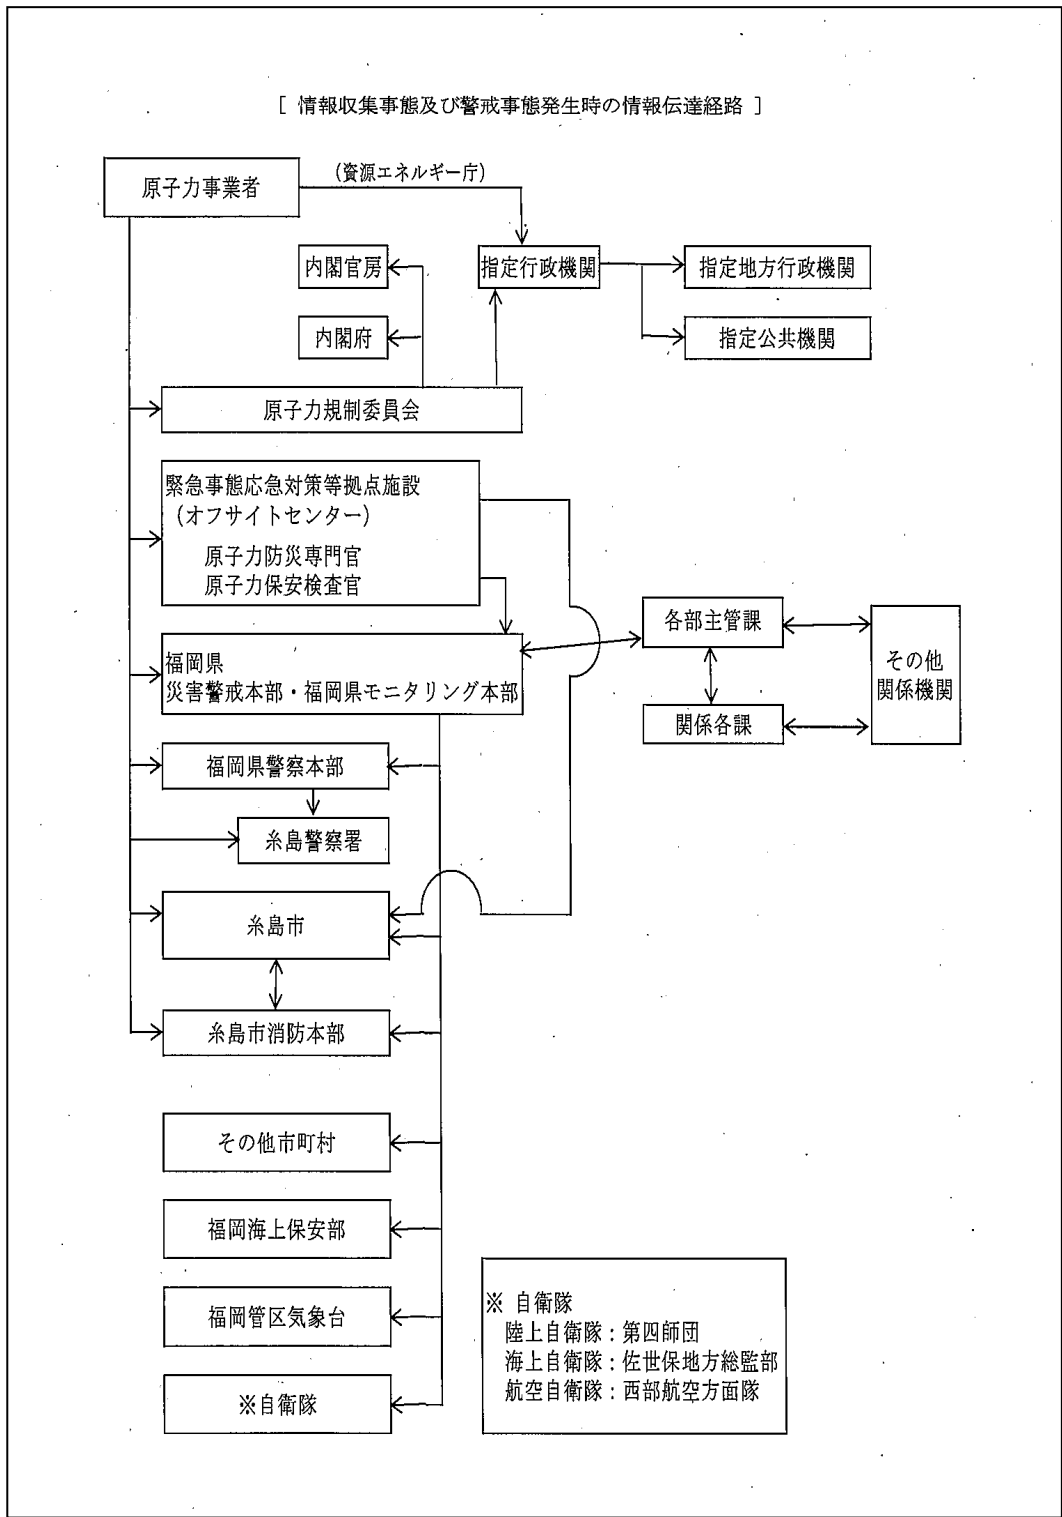 [ 情報収集事態及び警戒事態発生時の情報伝達経路 ]
原子力事業者
(資源エネルギー庁)
内閣官房
指定行政機関
指定地方行政機関
内閣府
指定公共機関
原子力規制委員会
緊急事態応急対策等拠点施設
(オフサイトセンター)
原子力防災専門官
原子力保安検査官
各部主管課
その他
関係機関
福岡県
災害警戒本部・福岡県モニタリング本部
関係各課
福岡県警察本部
糸島警察署
糸島市
糸島市消防本部
その他市町村
福岡海上保安部
福岡管区気象台
※自衛隊
※ 自衛隊
陸上自衛隊:第四師団
海上自衛隊:佐世保地方総監部
航空自衛隊:西部航空方面隊